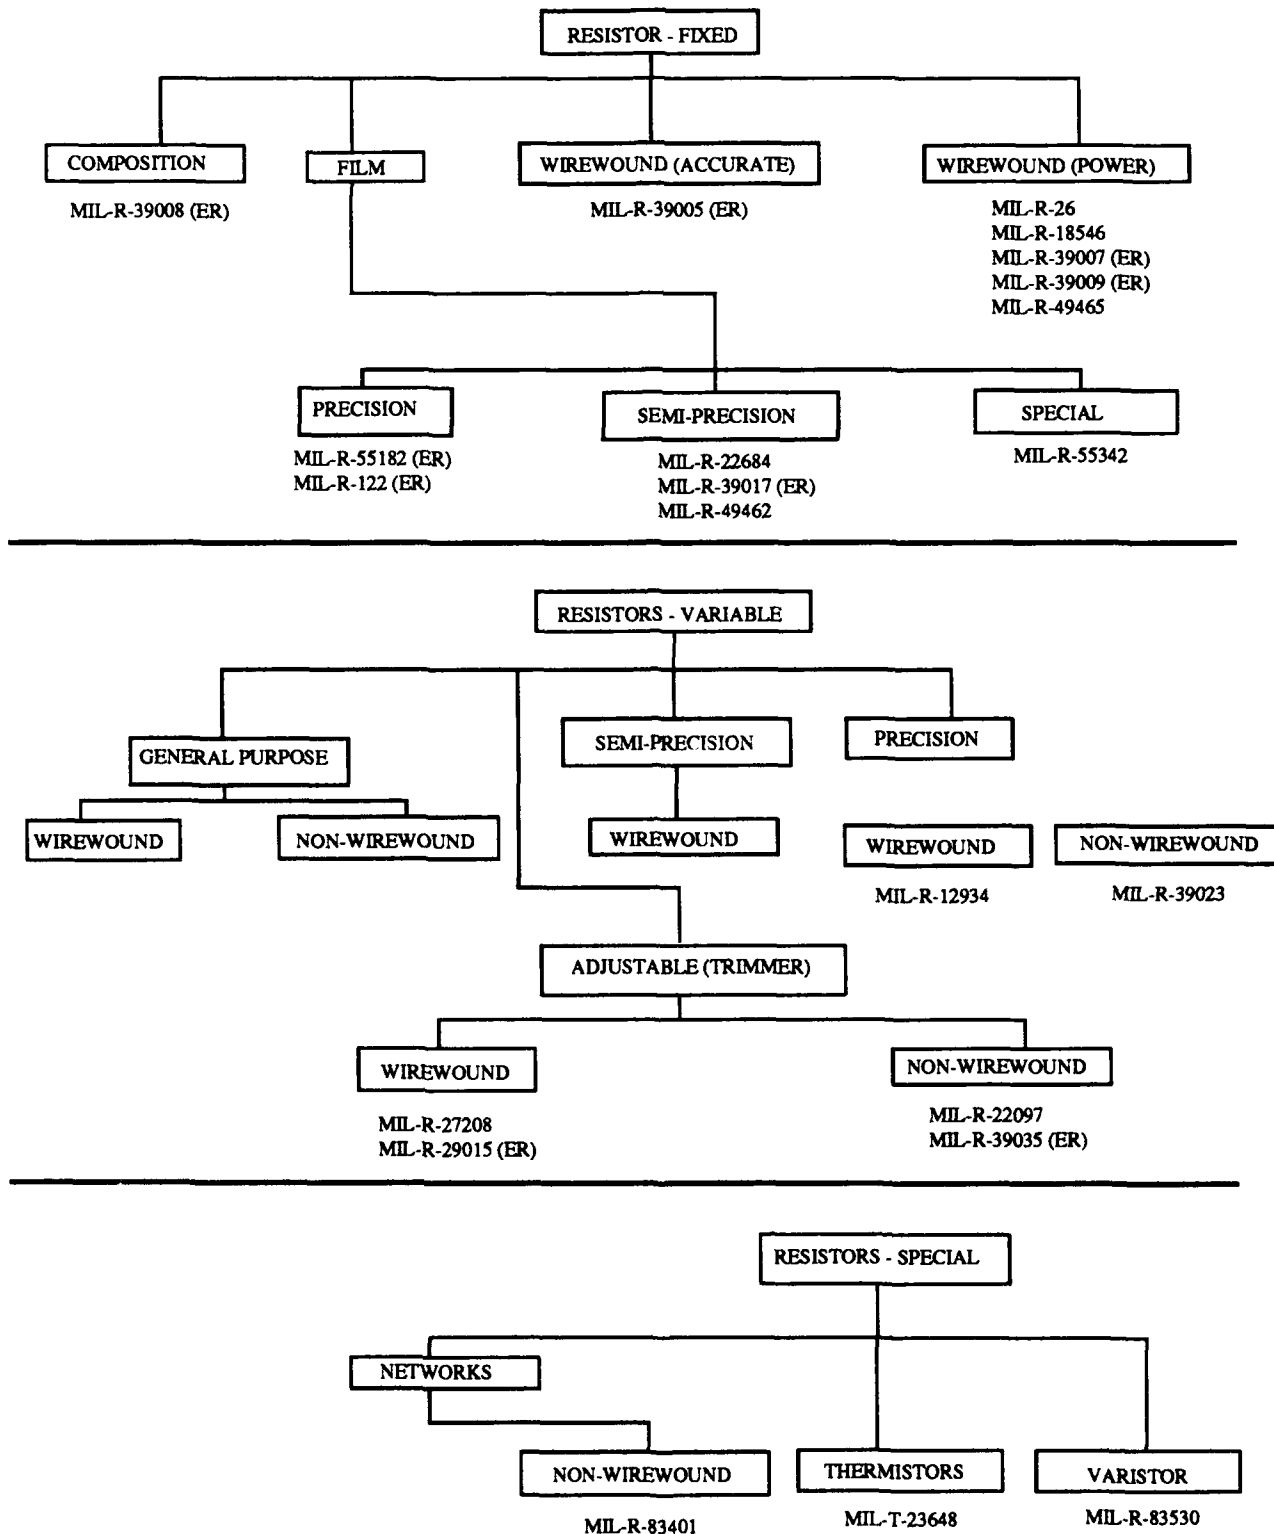 RESISTOR - FIXED
COMPOSITION
FILM
WIREWOUND (ACCURATE)
WIREWOUND (POWER)
MIL-R-39008 (ER)
MIL-R-39005 (ER)
MIL-R-26
MIL-R-18546
MIL-R-39007 (ER)
MIL-R-39009 (ER)
MIL-R-49465
PRECISION
SEMI-PRECISION
SPECIAL
MIL-R-55182 (ER)
MIL-R-122 (ER)
MIL-R-22684
MIL-R-39017 (ER)
MIL-R-49462
MIL-R-55342
RESISTORS - VARIABLE
GENERAL PURPOSE
SEMI-PRECISION
PRECISION
WIREWOUND
NON-WIREWOUND
WIREWOUND
WIREWOUND
NON-WIREWOUND
MIL-R-12934
MIL-R-39023
ADJUSTABLE (TRIMMER)
WIREWOUND
NON-WIREWOUND
MIL-R-27208
MIL-R-29015 (ER)
MIL-R-22097
MIL-R-39035 (ER)
RESISTORS - SPECIAL
NETWORKS
NON-WIREWOUND
THERMISTORS
VARISTOR
MIL-R-83401
MIL-T-23648
MIL-R-83530